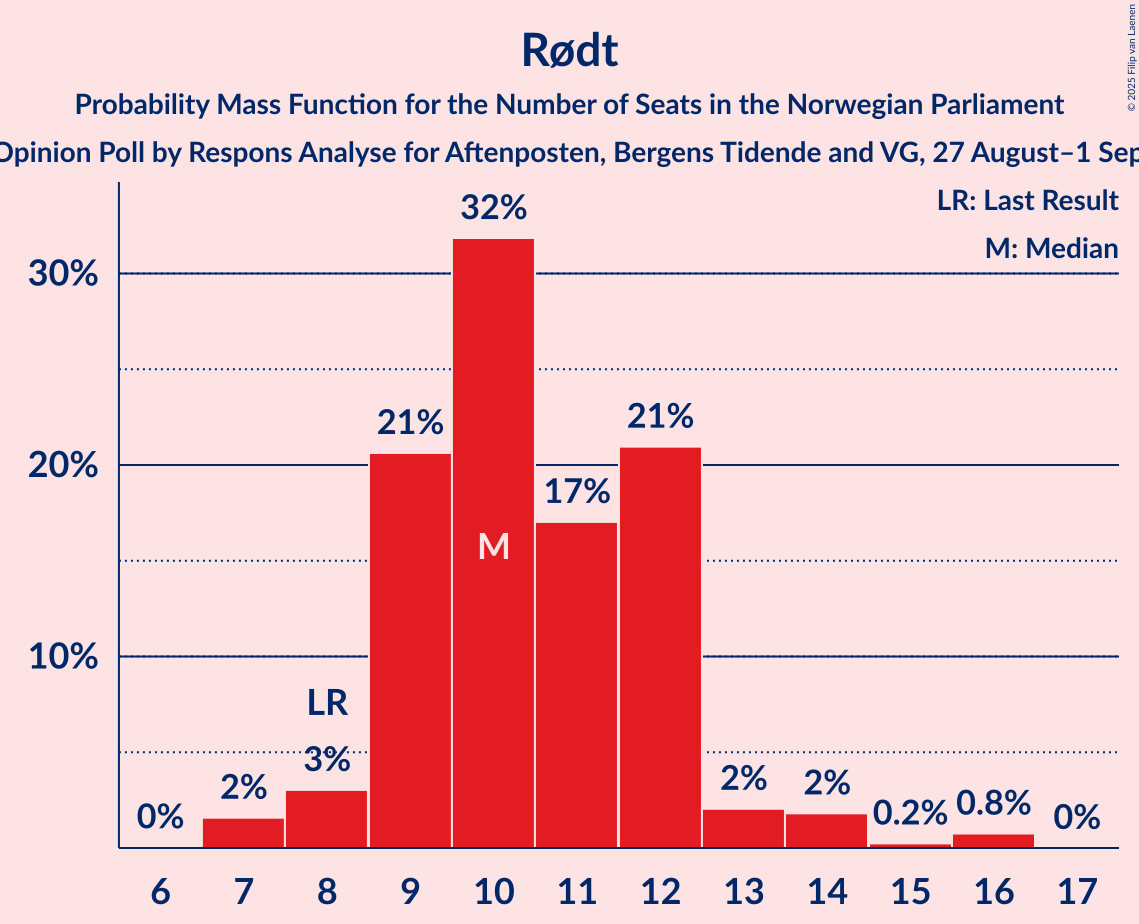 Rødt
Probability Mass Function for the Number of Seats in the Norwegian Parliament
Opinion Poll by Respons Analyse for Aftenposten, Bergens Tidende and VG, 27 August–1 Sep
© 2025 Filip van Laenen
LR: Last Result
M: Median
30%
20%
10%
0%
2%
3%
LR
21%
32%
M
17%
21%
2%
2%
0.2%
0.8%
0%
6 7 8 9 10 11 12 13 14 15 16 17